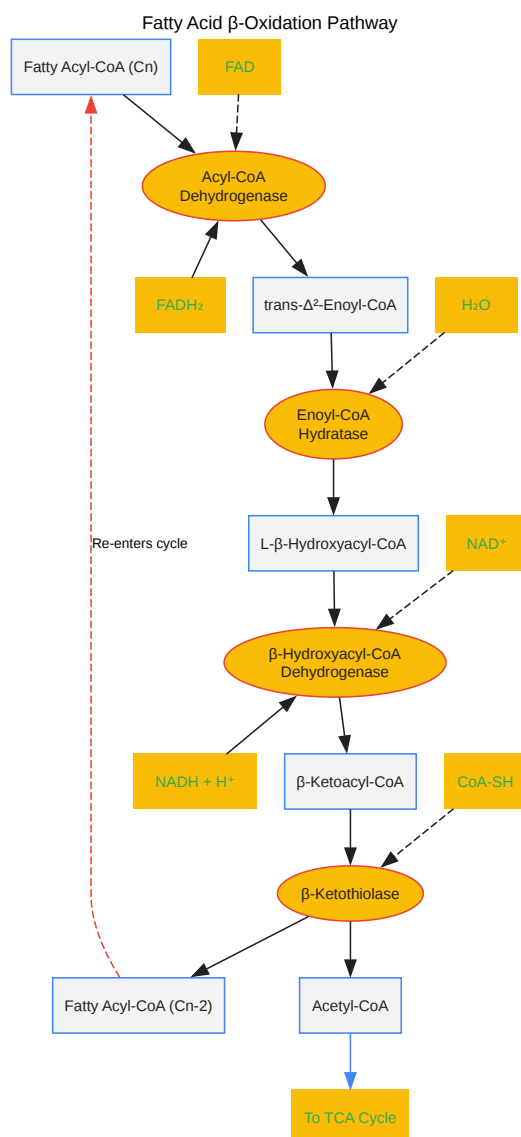 Fatty Acid β-Oxidation Pathway
Fatty Acyl-CoA (Cn)
FAD
Acyl-CoA
Dehydrogenase
FADH₂
trans-Δ²-Enoyl-CoA
H₂O
Enoyl-CoA
Hydratase
L-β-Hydroxyacyl-CoA
NAD⁺
Re-enters cycle
β-Hydroxyacyl-CoA
Dehydrogenase
NADH + H⁺
β-Ketoacyl-CoA
CoA-SH
β-Ketothiolase
Fatty Acyl-CoA (Cn-2)
Acetyl-CoA
To TCA Cycle